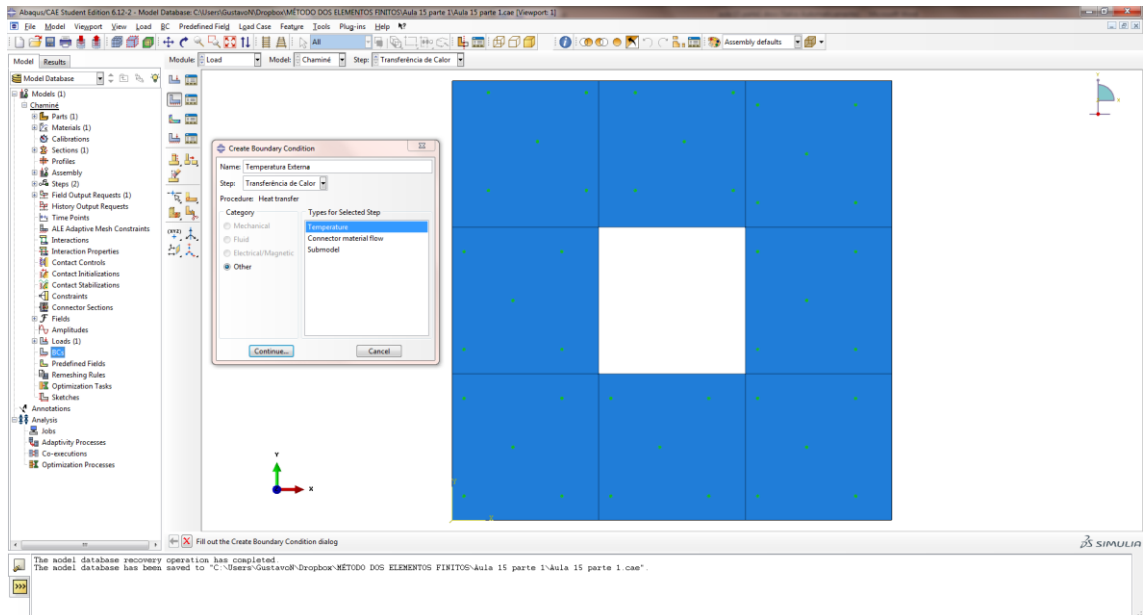 Abaqus/CAE Student Edition 6.12-2 - Model Database: C:\Users\GustavoN\Dropbox\MÉTODO DOS ELEMENTOS FINITOS\Aula 15 parte 1\Aula 15 parte 1.cae [Viewport: 1]
File Model Viewport View Load BC Predefined Field Load Case Feature Tools Plug-ins Help
All
Assembly defaults
Model Results
Module: Load Model: Chaminé Step: Transferência de Calor
Model Database
Models (1)
Chaminé
Parts (1)
Materials (1)
Calibrations
Sections (1)
Profiles
Assembly
Steps (2)
Field Output Requests (1)
History Output Requests
Time Points
ALE Adaptive Mesh Constraints
Interactions
Interaction Properties
Contact Controls
Contact Initializations
Contact Stabilizations
Constraints
Connector Sections
Fields
Amplitudes
Loads (1)
BCs
Predefined Fields
Remeshing Rules
Optimization Tasks
Sketches
Annotations
Analysis
Jobs
Adaptivity Processes
Co-executions
Optimization Processes
Create Boundary Condition
Name: Temperatura Externa
Step: Transferência de Calor
Procedure: Heat transfer
Category
Mechanical
Fluid
Electrical/Magnetic
Other
Types for Selected Step
Temperature
Connector material flow
Submodel
Continue...
Cancel
Y
X
Fill out the Create Boundary Condition dialog
SIMULIA
The model database recovery operation has completed.
The model database has been saved to "C:\Users\GustavoN\Dropbox\MÉTODO DOS ELEMENTOS FINITOS\Aula 15 parte 1\Aula 15 parte 1.cae".
>>>